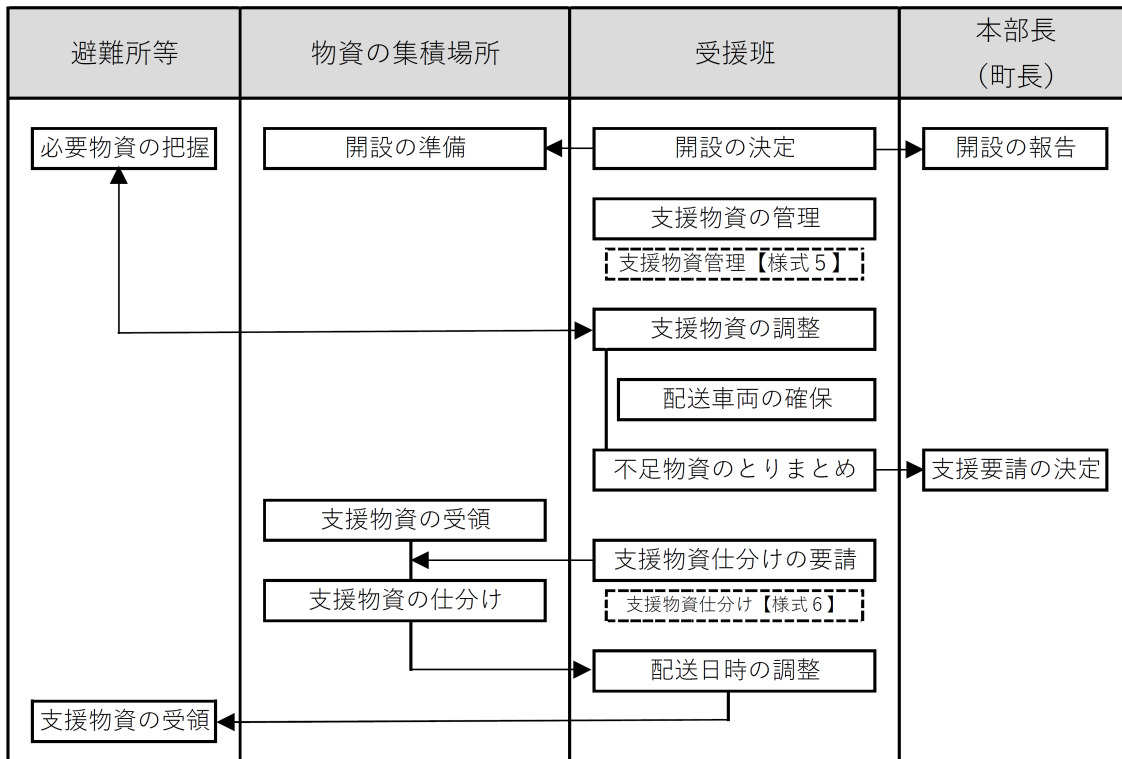 避難所等
物資の集積場所
受援班
本部長
（町長）
必要物資の把握
開設の準備
開設の決定
開設の報告
支援物資の管理
支援物資管理【様式５】
支援物資の調整
配送車両の確保
不足物資のとりまとめ
支援要請の決定
支援物資の受領
支援物資仕分けの要請
支援物資の仕分け
支援物資仕分け【様式６】
配送日時の調整
支援物資の受領